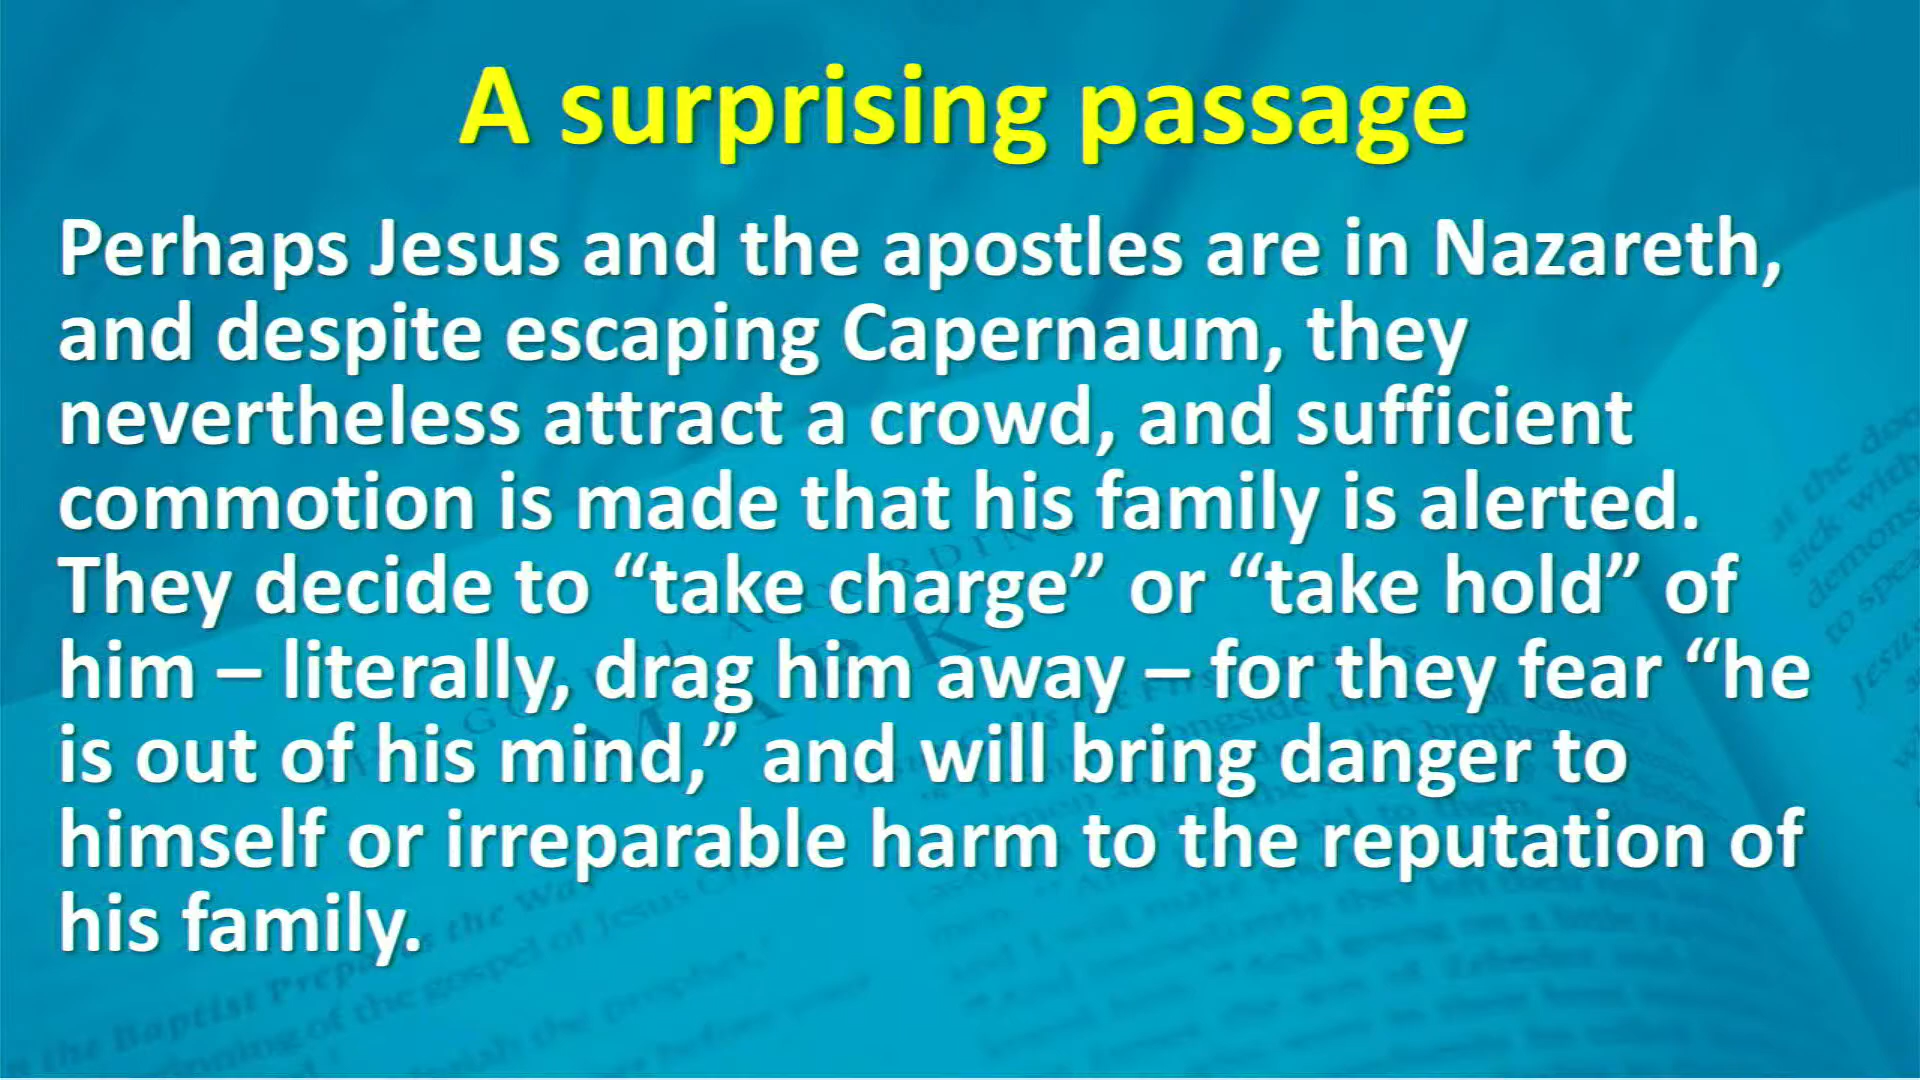 A surprising passage
Perhaps Jesus and the apostles are in Nazareth,
and despite escaping Capernaum, they
nevertheless attract a crowd, and sufficient
commotion is made that his family is alerted.
They decide to “take charge” or “take hold” of
him – literally, drag him away – for they fear “he
is out of his mind,” and will bring danger to
himself or irreparable harm to the reputation of
his family.